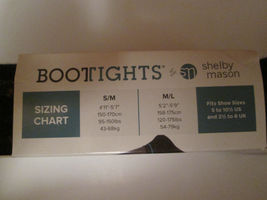 BOOTIGHTS® by sm shelby
mason
SIZING
CHART
S/M
4'11"-5'7"
150-170cm
95-150lbs
43-68kg
M/L
5'2"-5'9"
158-175cm
120-175lbs
54-79kg
Fits Shoe Sizes
5 to 10½ US
and 2½ to 8 UK